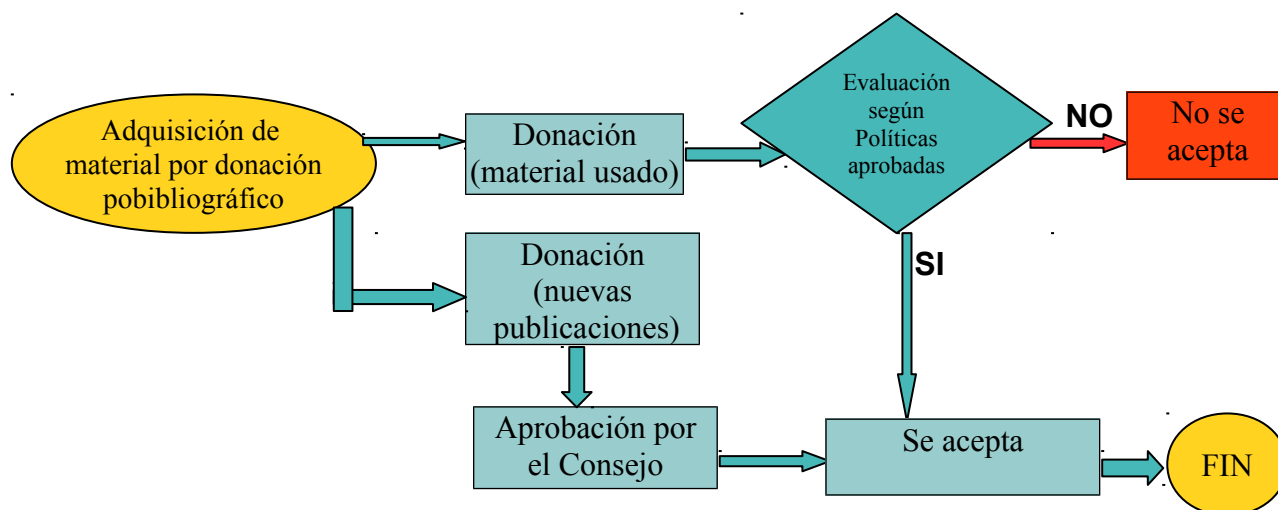 Adquisición de
material por donación
pobibliográfico
Donación
(material usado)
Evaluación
según
Políticas
aprobadas
NO
No se
acepta
Donación
(nuevas
publicaciones)
SI
Aprobación por
el Consejo
Se acepta
FIN